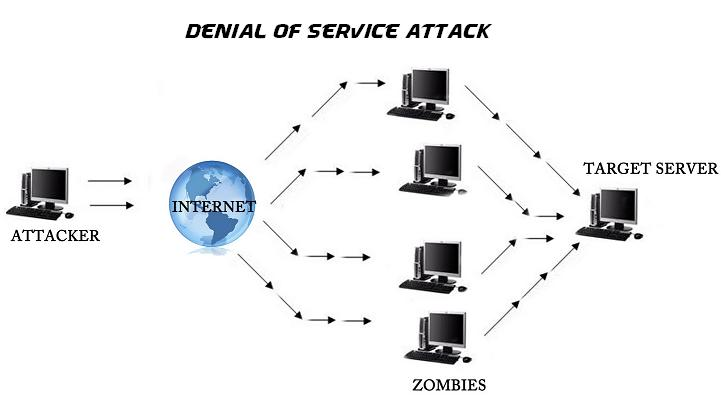 DENIAL OF SERVICE ATTACK
TARGET SERVER
INTERNET
ATTACKER
ZOMBIES